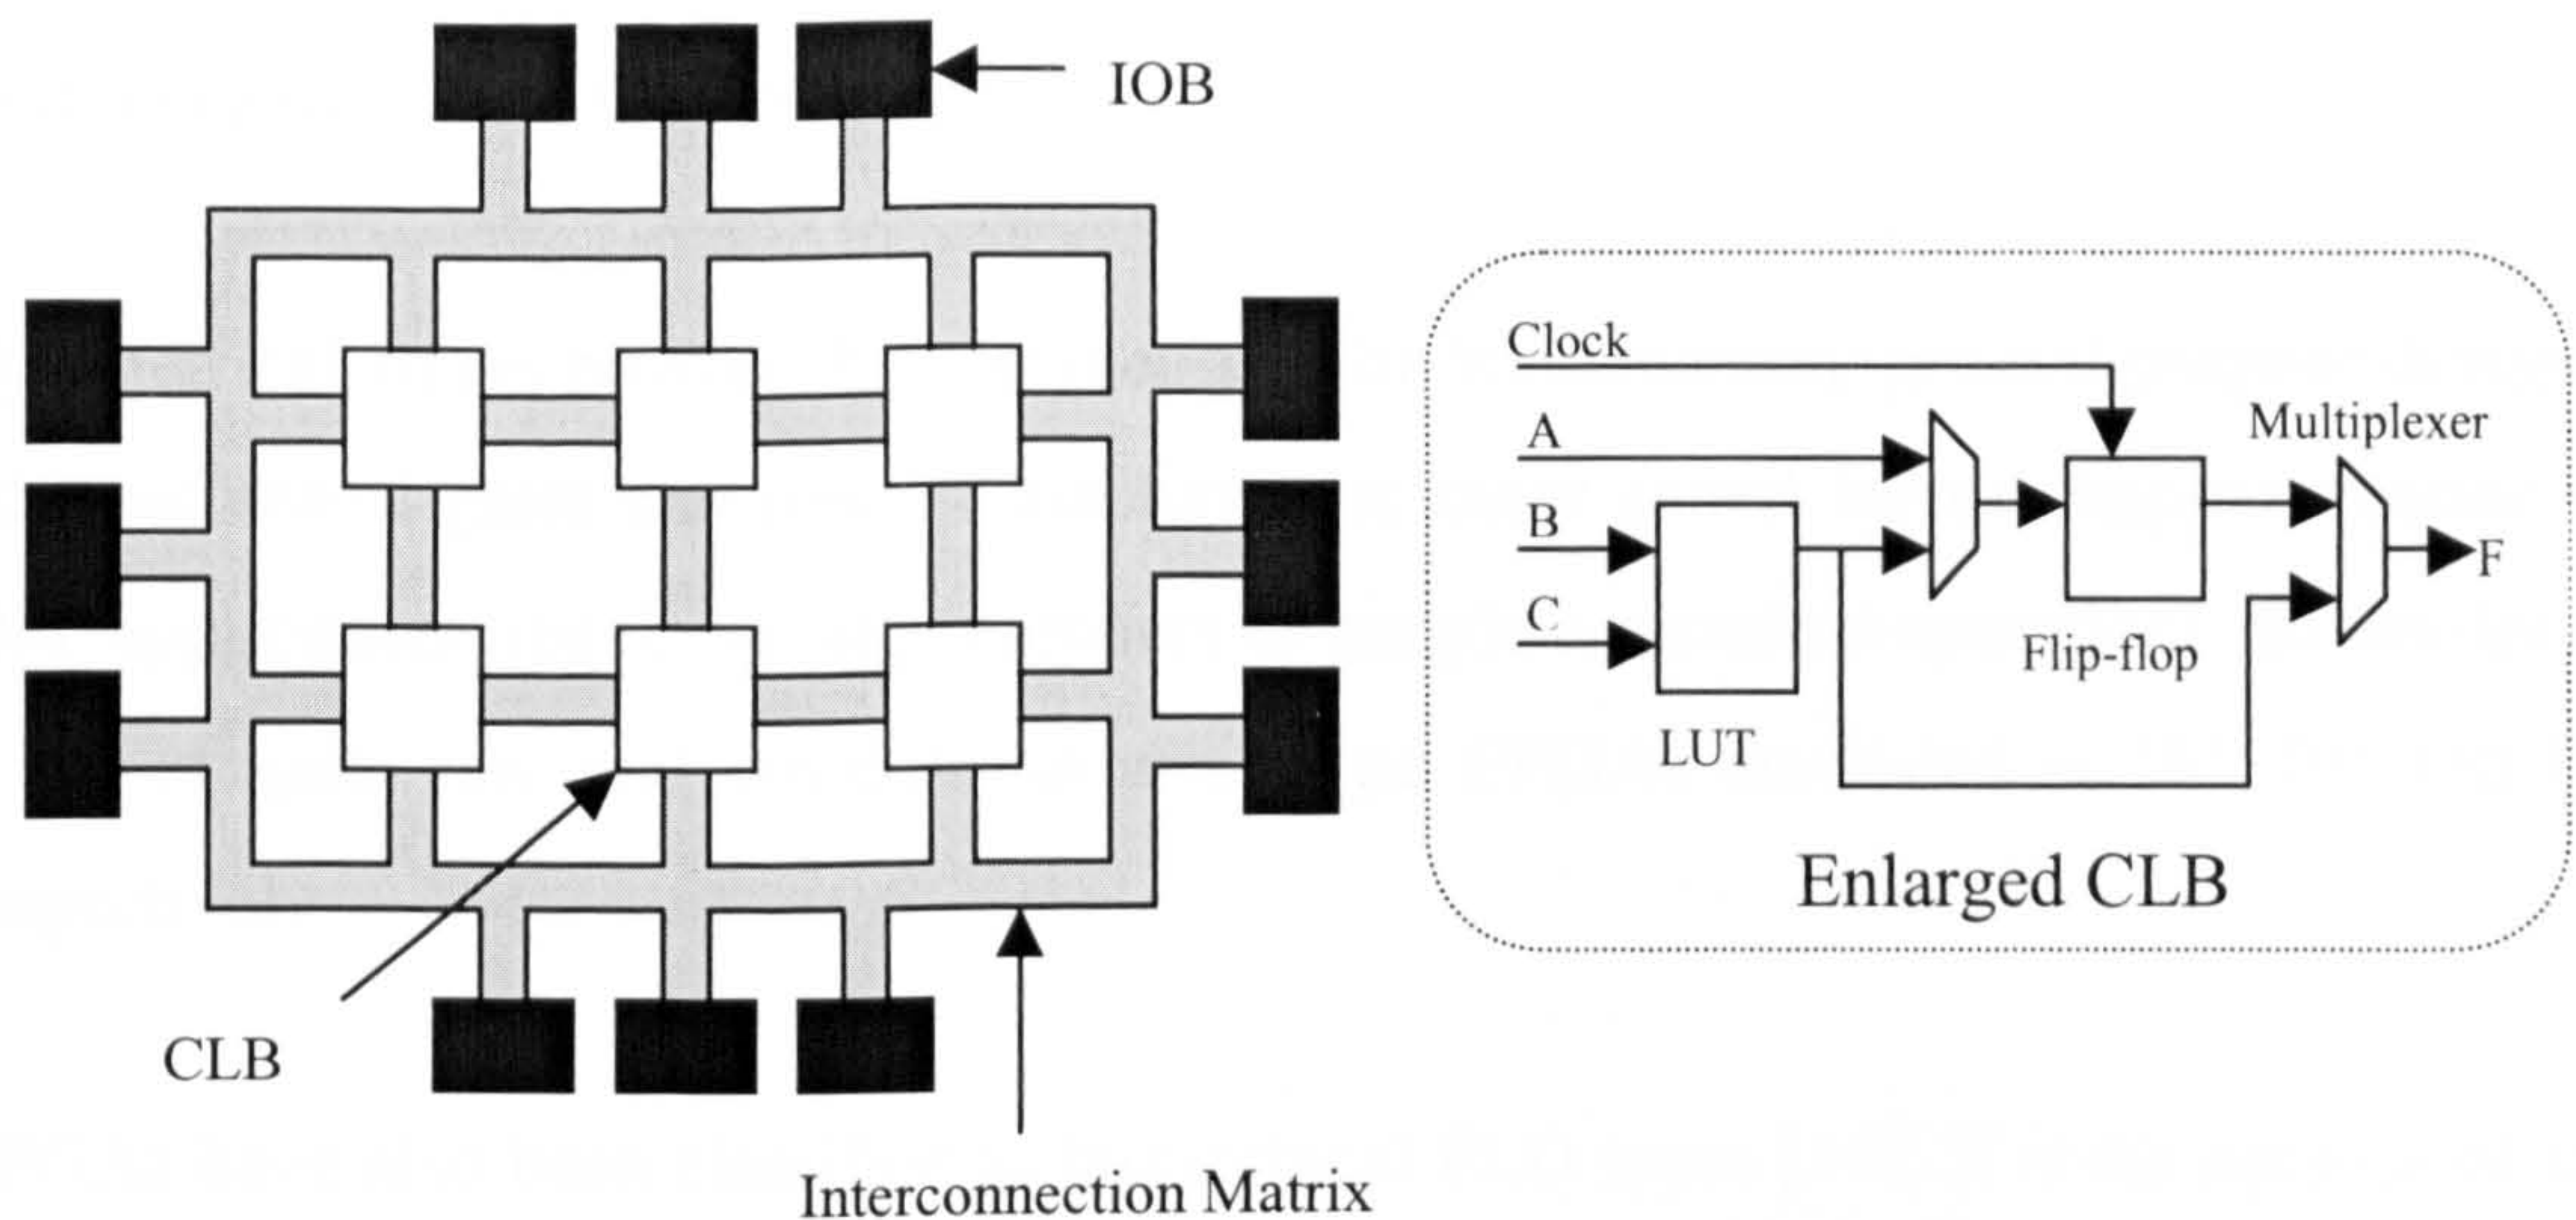 IOB
Clock
A
Multiplexer
B
F
C
Flip-flop
LUT
Enlarged CLB
CLB
Interconnection Matrix